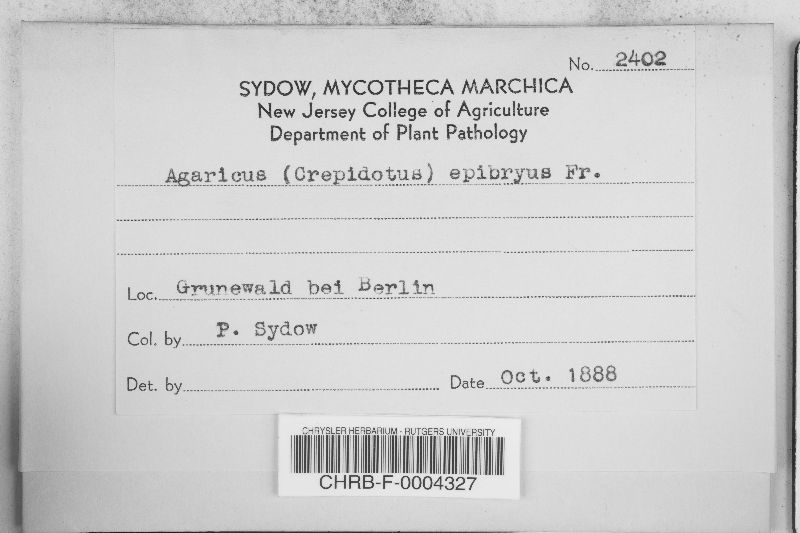 No. 2402
SYDOW, MYCOTHECA MARCHICA
New Jersey College of Agriculture
Department of Plant Pathology
Agaricus (Crepidotus) epibryus Fr.
Loc. Grunewald bei Berlin
Col. by P. Sydow
Det. by Date Oct. 1888
CHRYSLER HERBARIUM - RUTGERS UNIVERSITY
CHRB-F-0004327